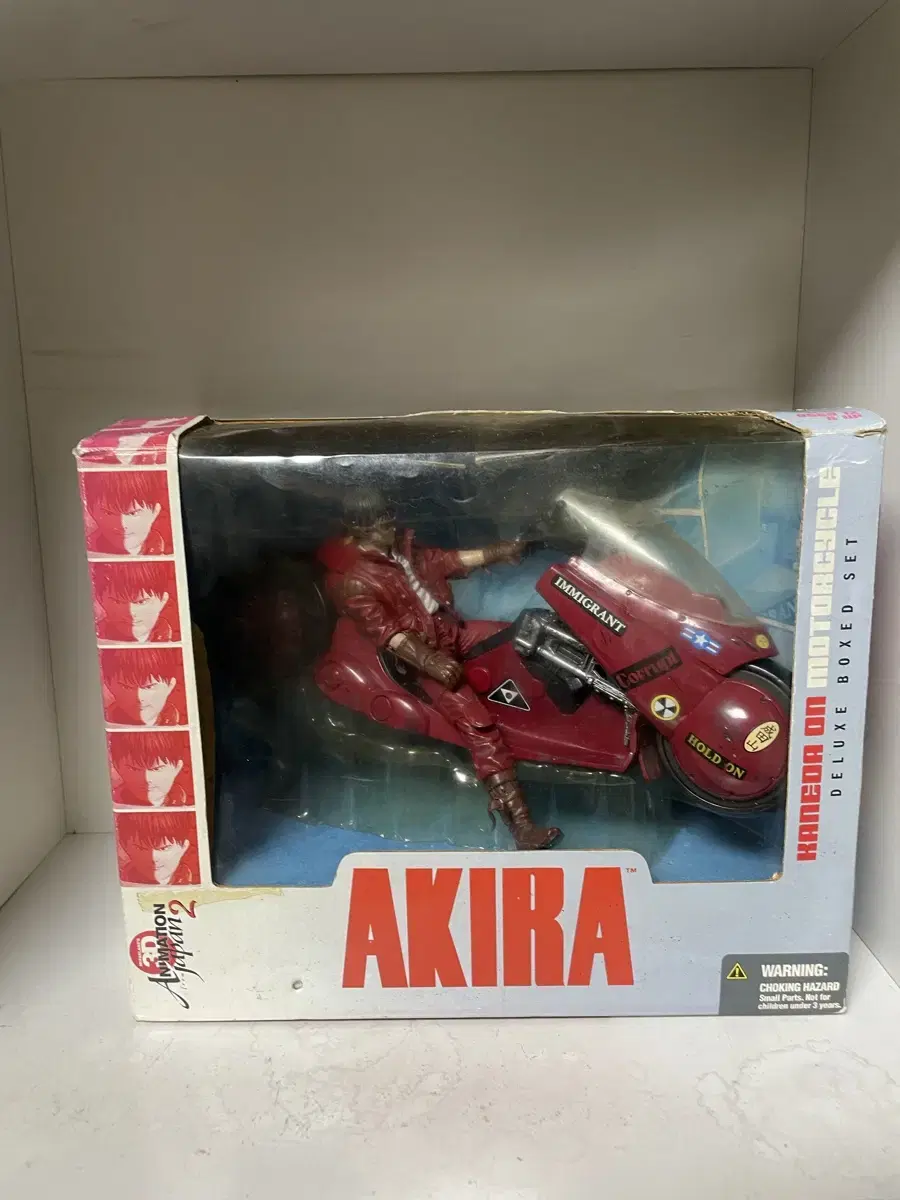 IMMIGRANT
Corrupt
HOLD ON
KANEDA ON MOTORCYCLE
DELUXE BOXED SET
3D
ANIMATION
Japan 2
AKIRA™
WARNING:
CHOKING HAZARD
Small Parts. Not for
children under 3 years.